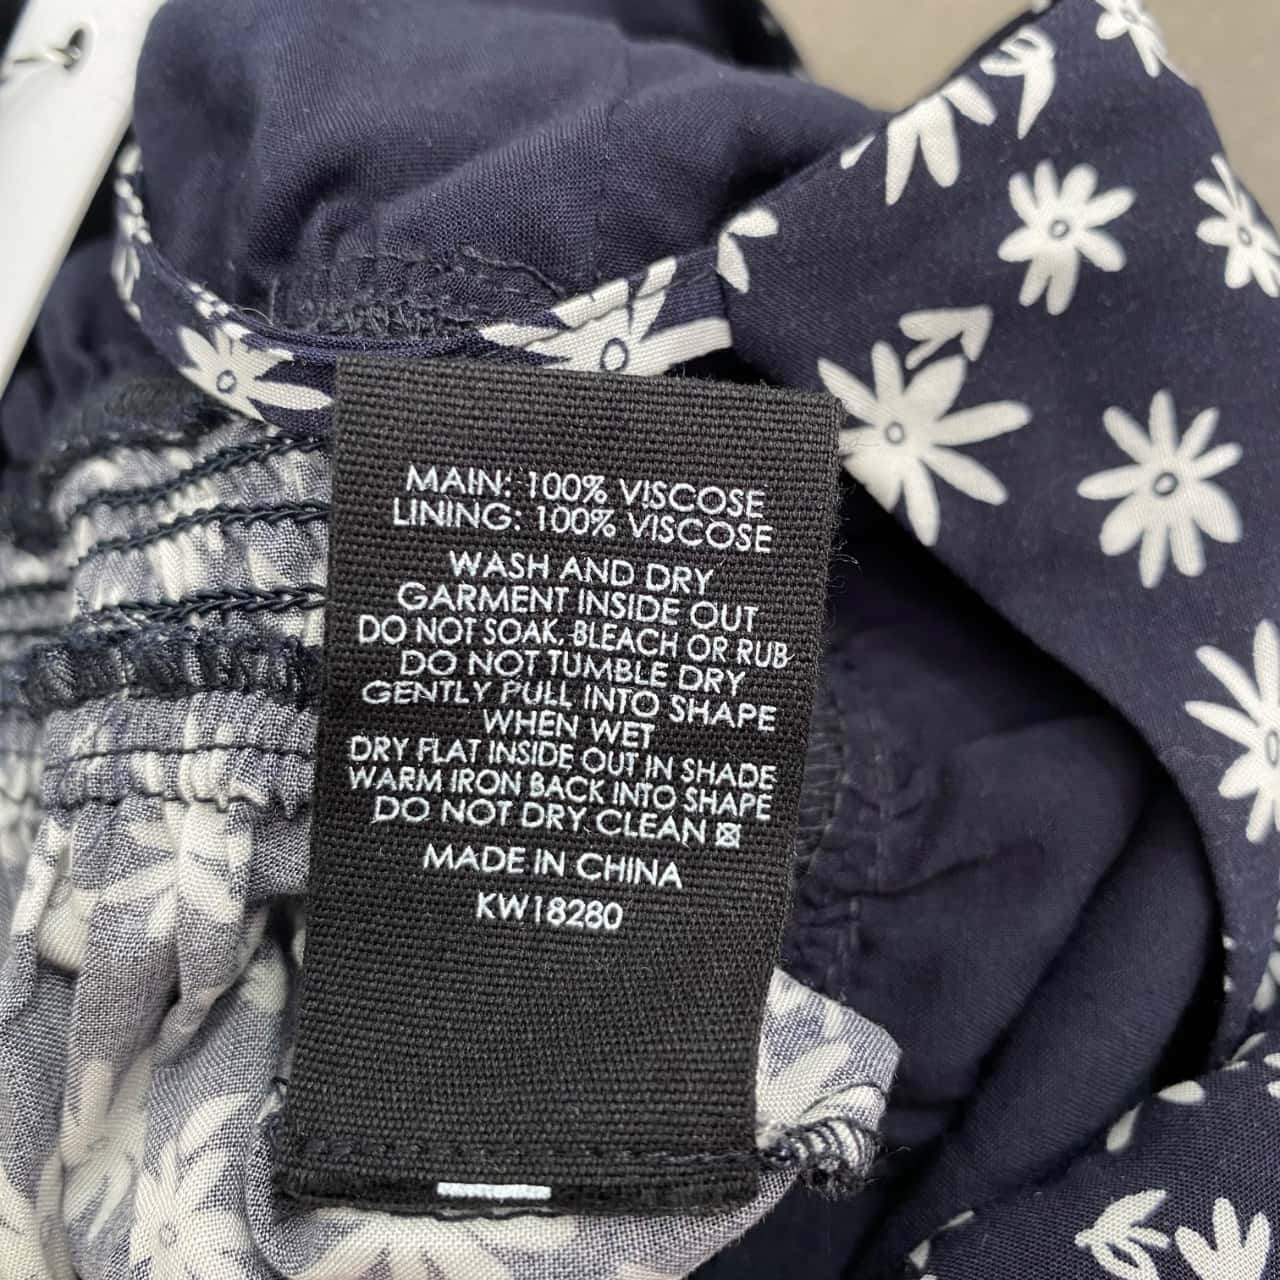 MAIN: 100% VISCOSE
LINING: 100% VISCOSE
WASH AND DRY
GARMENT INSIDE OUT
DO NOT SOAK, BLEACH OR RUB
DO NOT TUMBLE DRY
GENTLY PULL INTO SHAPE
WHEN WET
DRY FLAT INSIDE OUT IN SHADE
WARM IRON BACK INTO SHAPE
DO NOT DRY CLEAN
MADE IN CHINA
KW18280